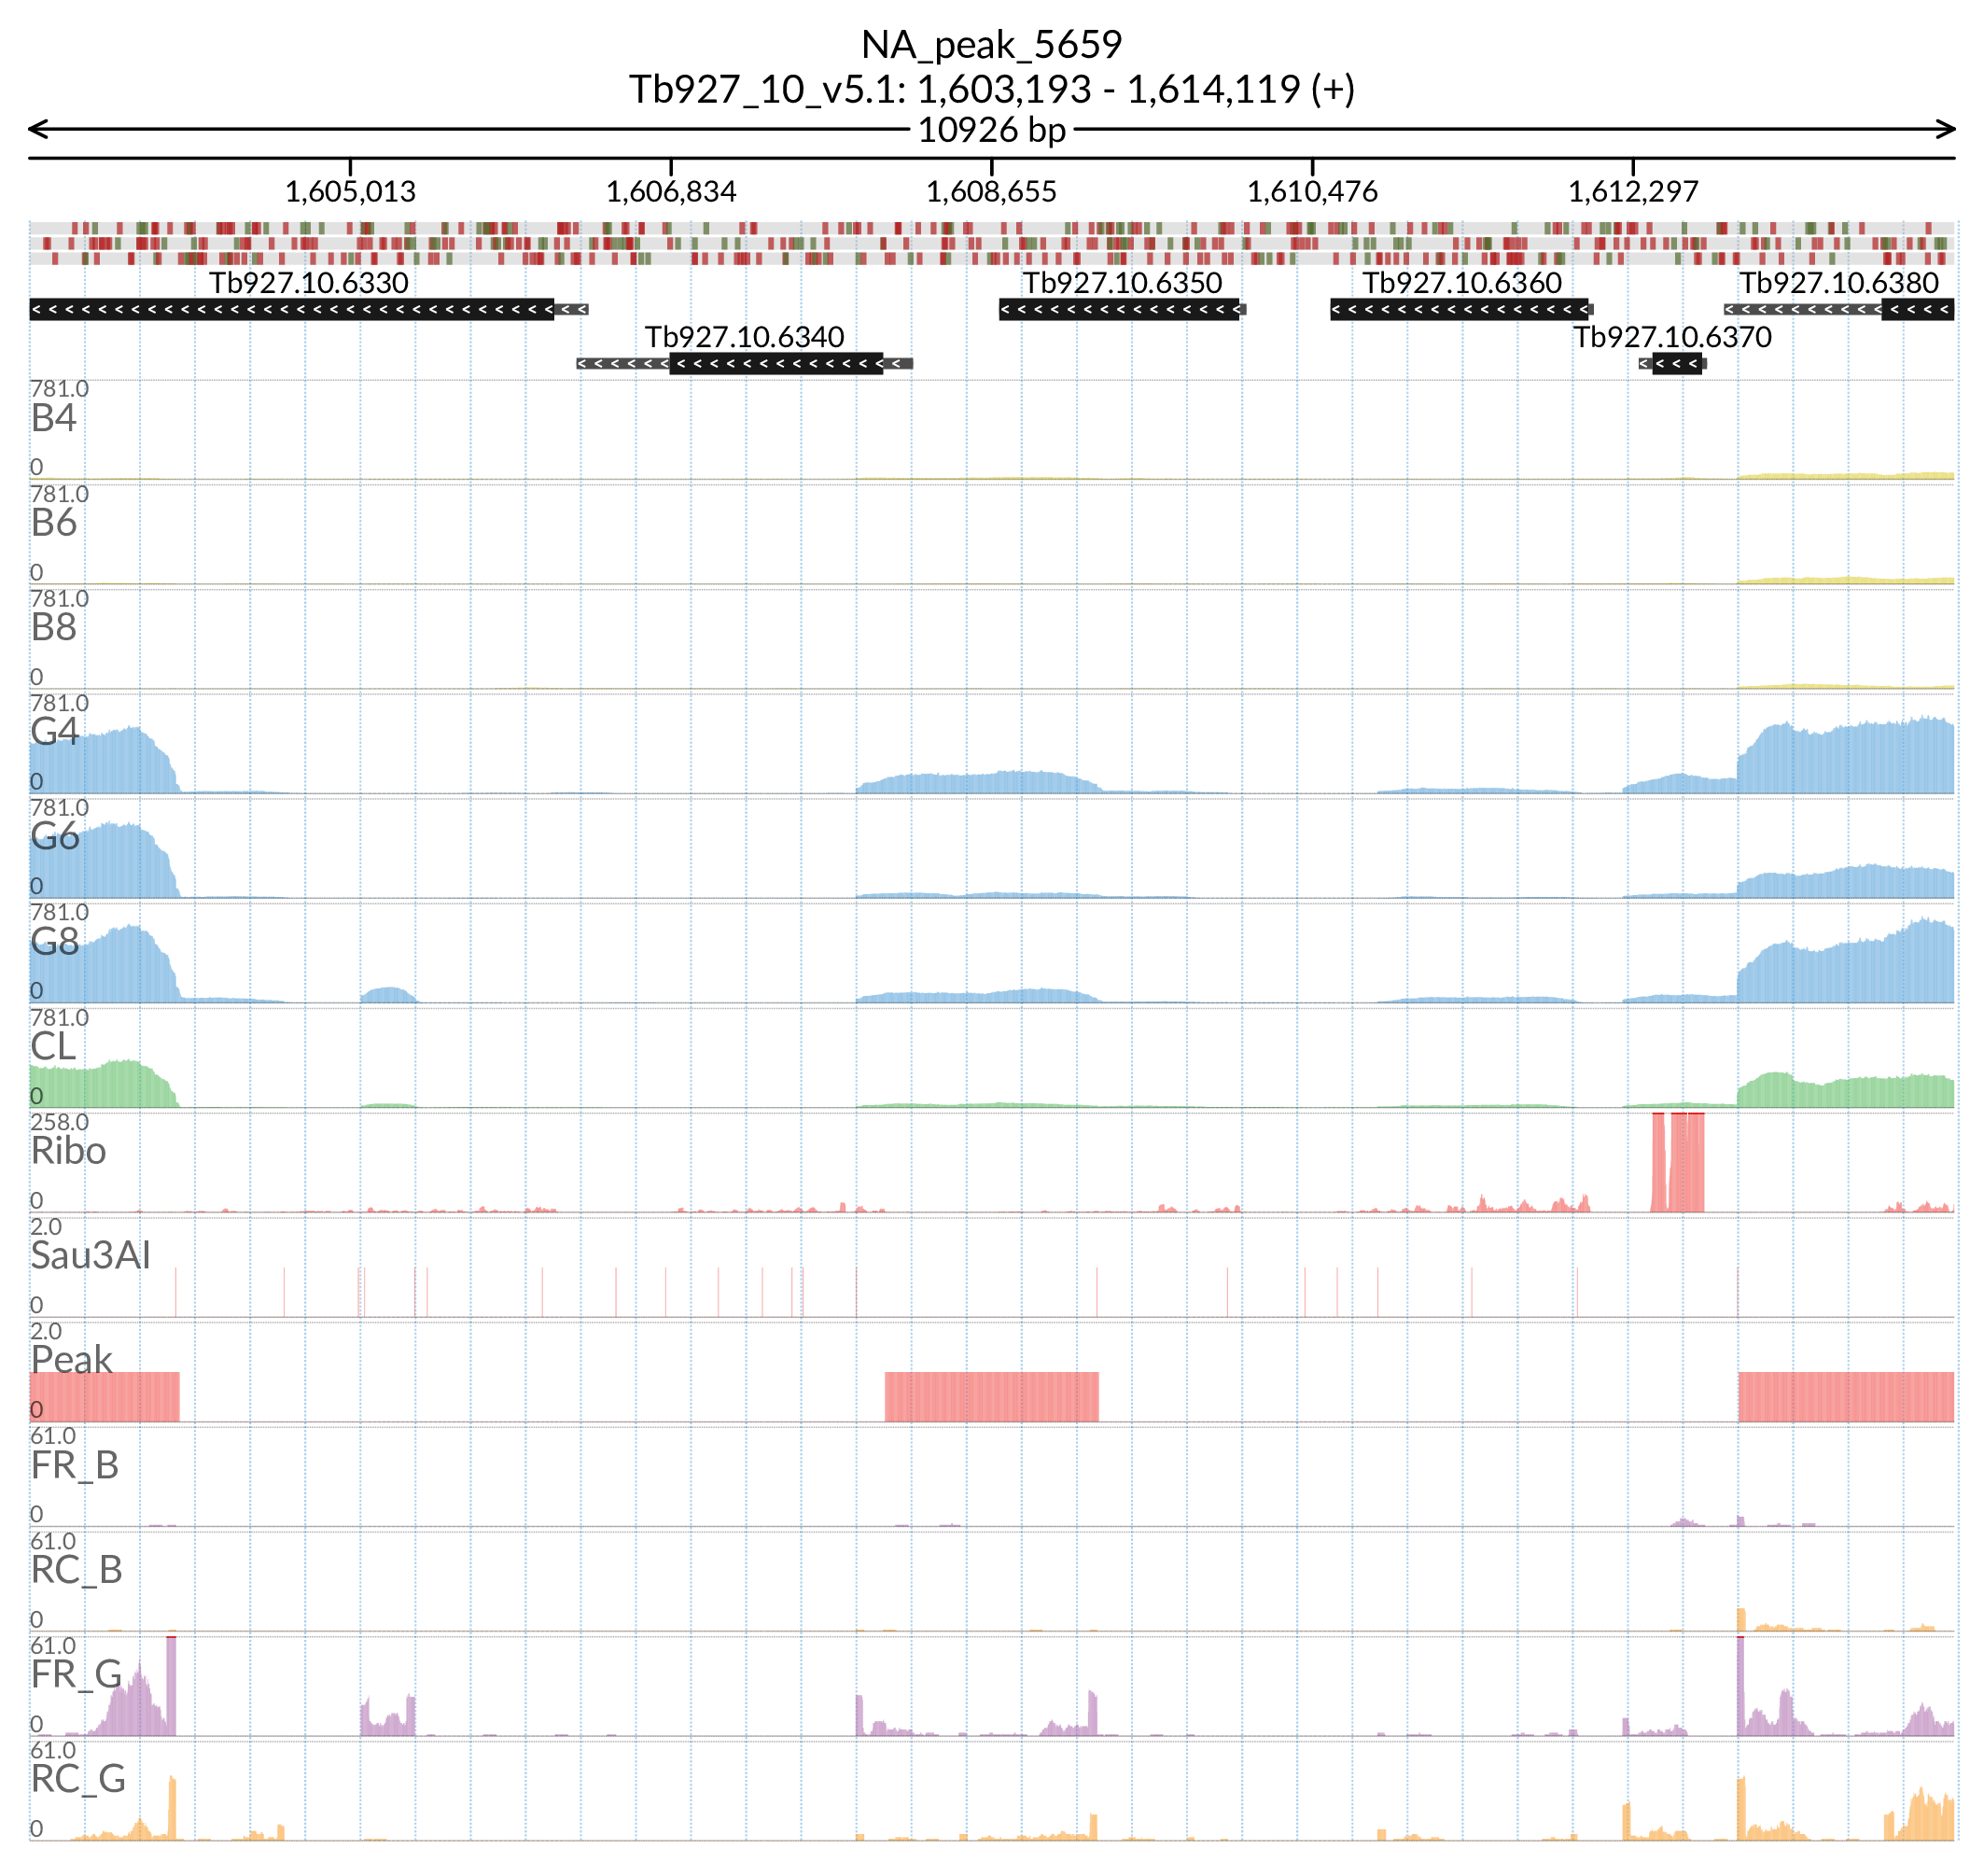 NA_peak_5659
Tb927_10_v5.1: 1,603,193 - 1,614,119 (+)
10926 bp
1,605,013 1,606,834 1,608,655 1,610,476 1,612,297
Tb927.10.6330 Tb927.10.6350 Tb927.10.6360 Tb927.10.6380
Tb927.10.6340 Tb927.10.6370
781.0
B4
0
781.0
B6
0
781.0
B8
0
781.0
G4
0
781.0
G6
0
781.0
G8
0
781.0
CL
0
258.0
Ribo
0
2.0
Sau3AI
0
2.0
Peak
0
61.0
FR_B
0
61.0
RC_B
0
61.0
FR_G
0
61.0
RC_G
0